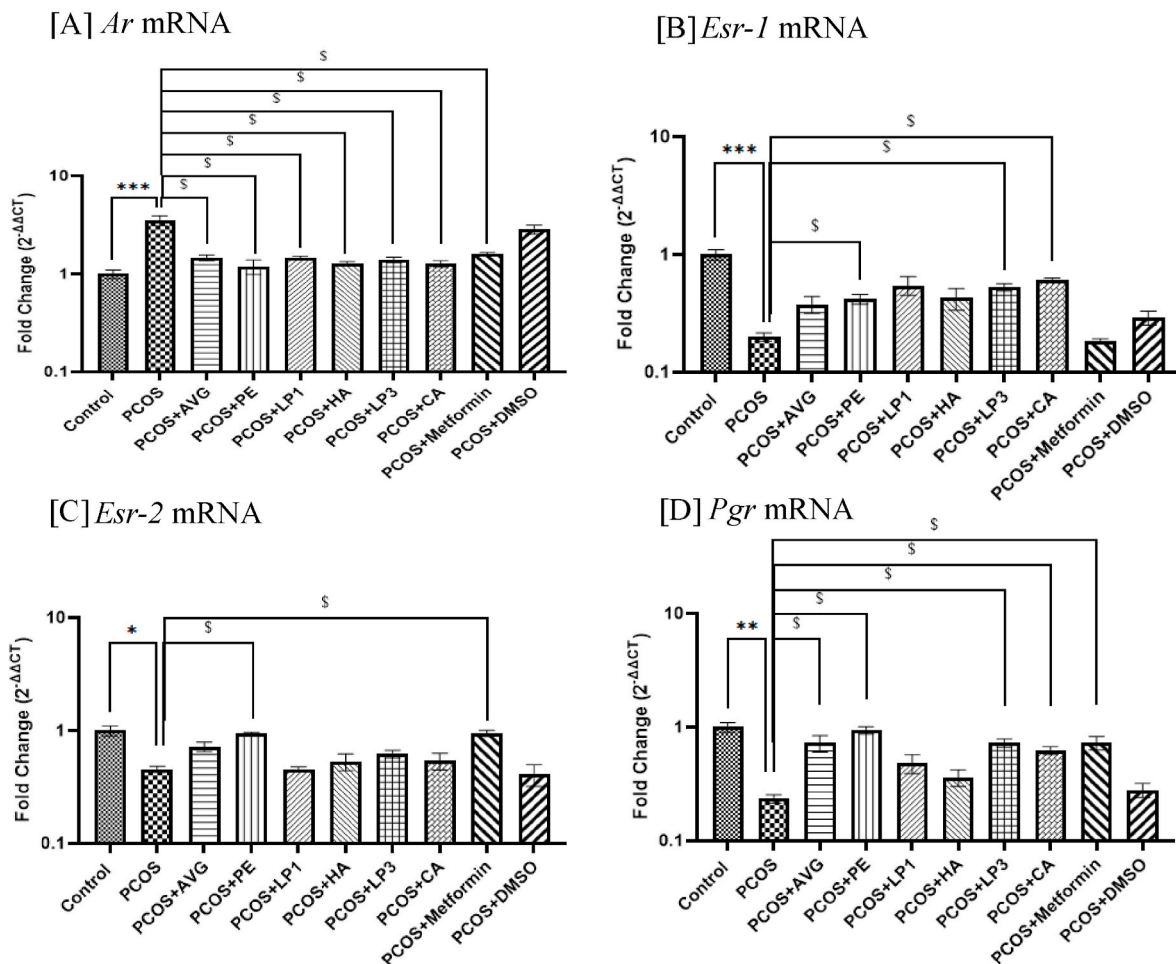 [A] Ar mRNA
$
$
$
$
$
$
$
***
Fold Change (2-ΔΔCT)
10
1
0.1
Control
PCOS
PCOS+AVG
PCOS+PE
PCOS+LP1
PCOS+HA
PCOS+LP3
PCOS+CA
PCOS+Metformin
PCOS+DMSO
[B] Esr-1 mRNA
$
$
$
***
Fold Change (2-ΔΔCT)
10
1
0.1
Control
PCOS
PCOS+AVG
PCOS+PE
PCOS+LP1
PCOS+HA
PCOS+LP3
PCOS+CA
PCOS+Metformin
PCOS+DMSO
[C] Esr-2 mRNA
$
$
*
Fold Change (2-ΔΔCT)
10
1
0.1
Control
PCOS
PCOS+AVG
PCOS+PE
PCOS+LP1
PCOS+HA
PCOS+LP3
PCOS+CA
PCOS+Metformin
PCOS+DMSO
[D] Pgr mRNA
$
$
$
$
$
**
Fold Change (2-ΔΔCT)
10
1
0.1
Control
PCOS
PCOS+AVG
PCOS+PE
PCOS+LP1
PCOS+HA
PCOS+LP3
PCOS+CA
PCOS+Metformin
PCOS+DMSO